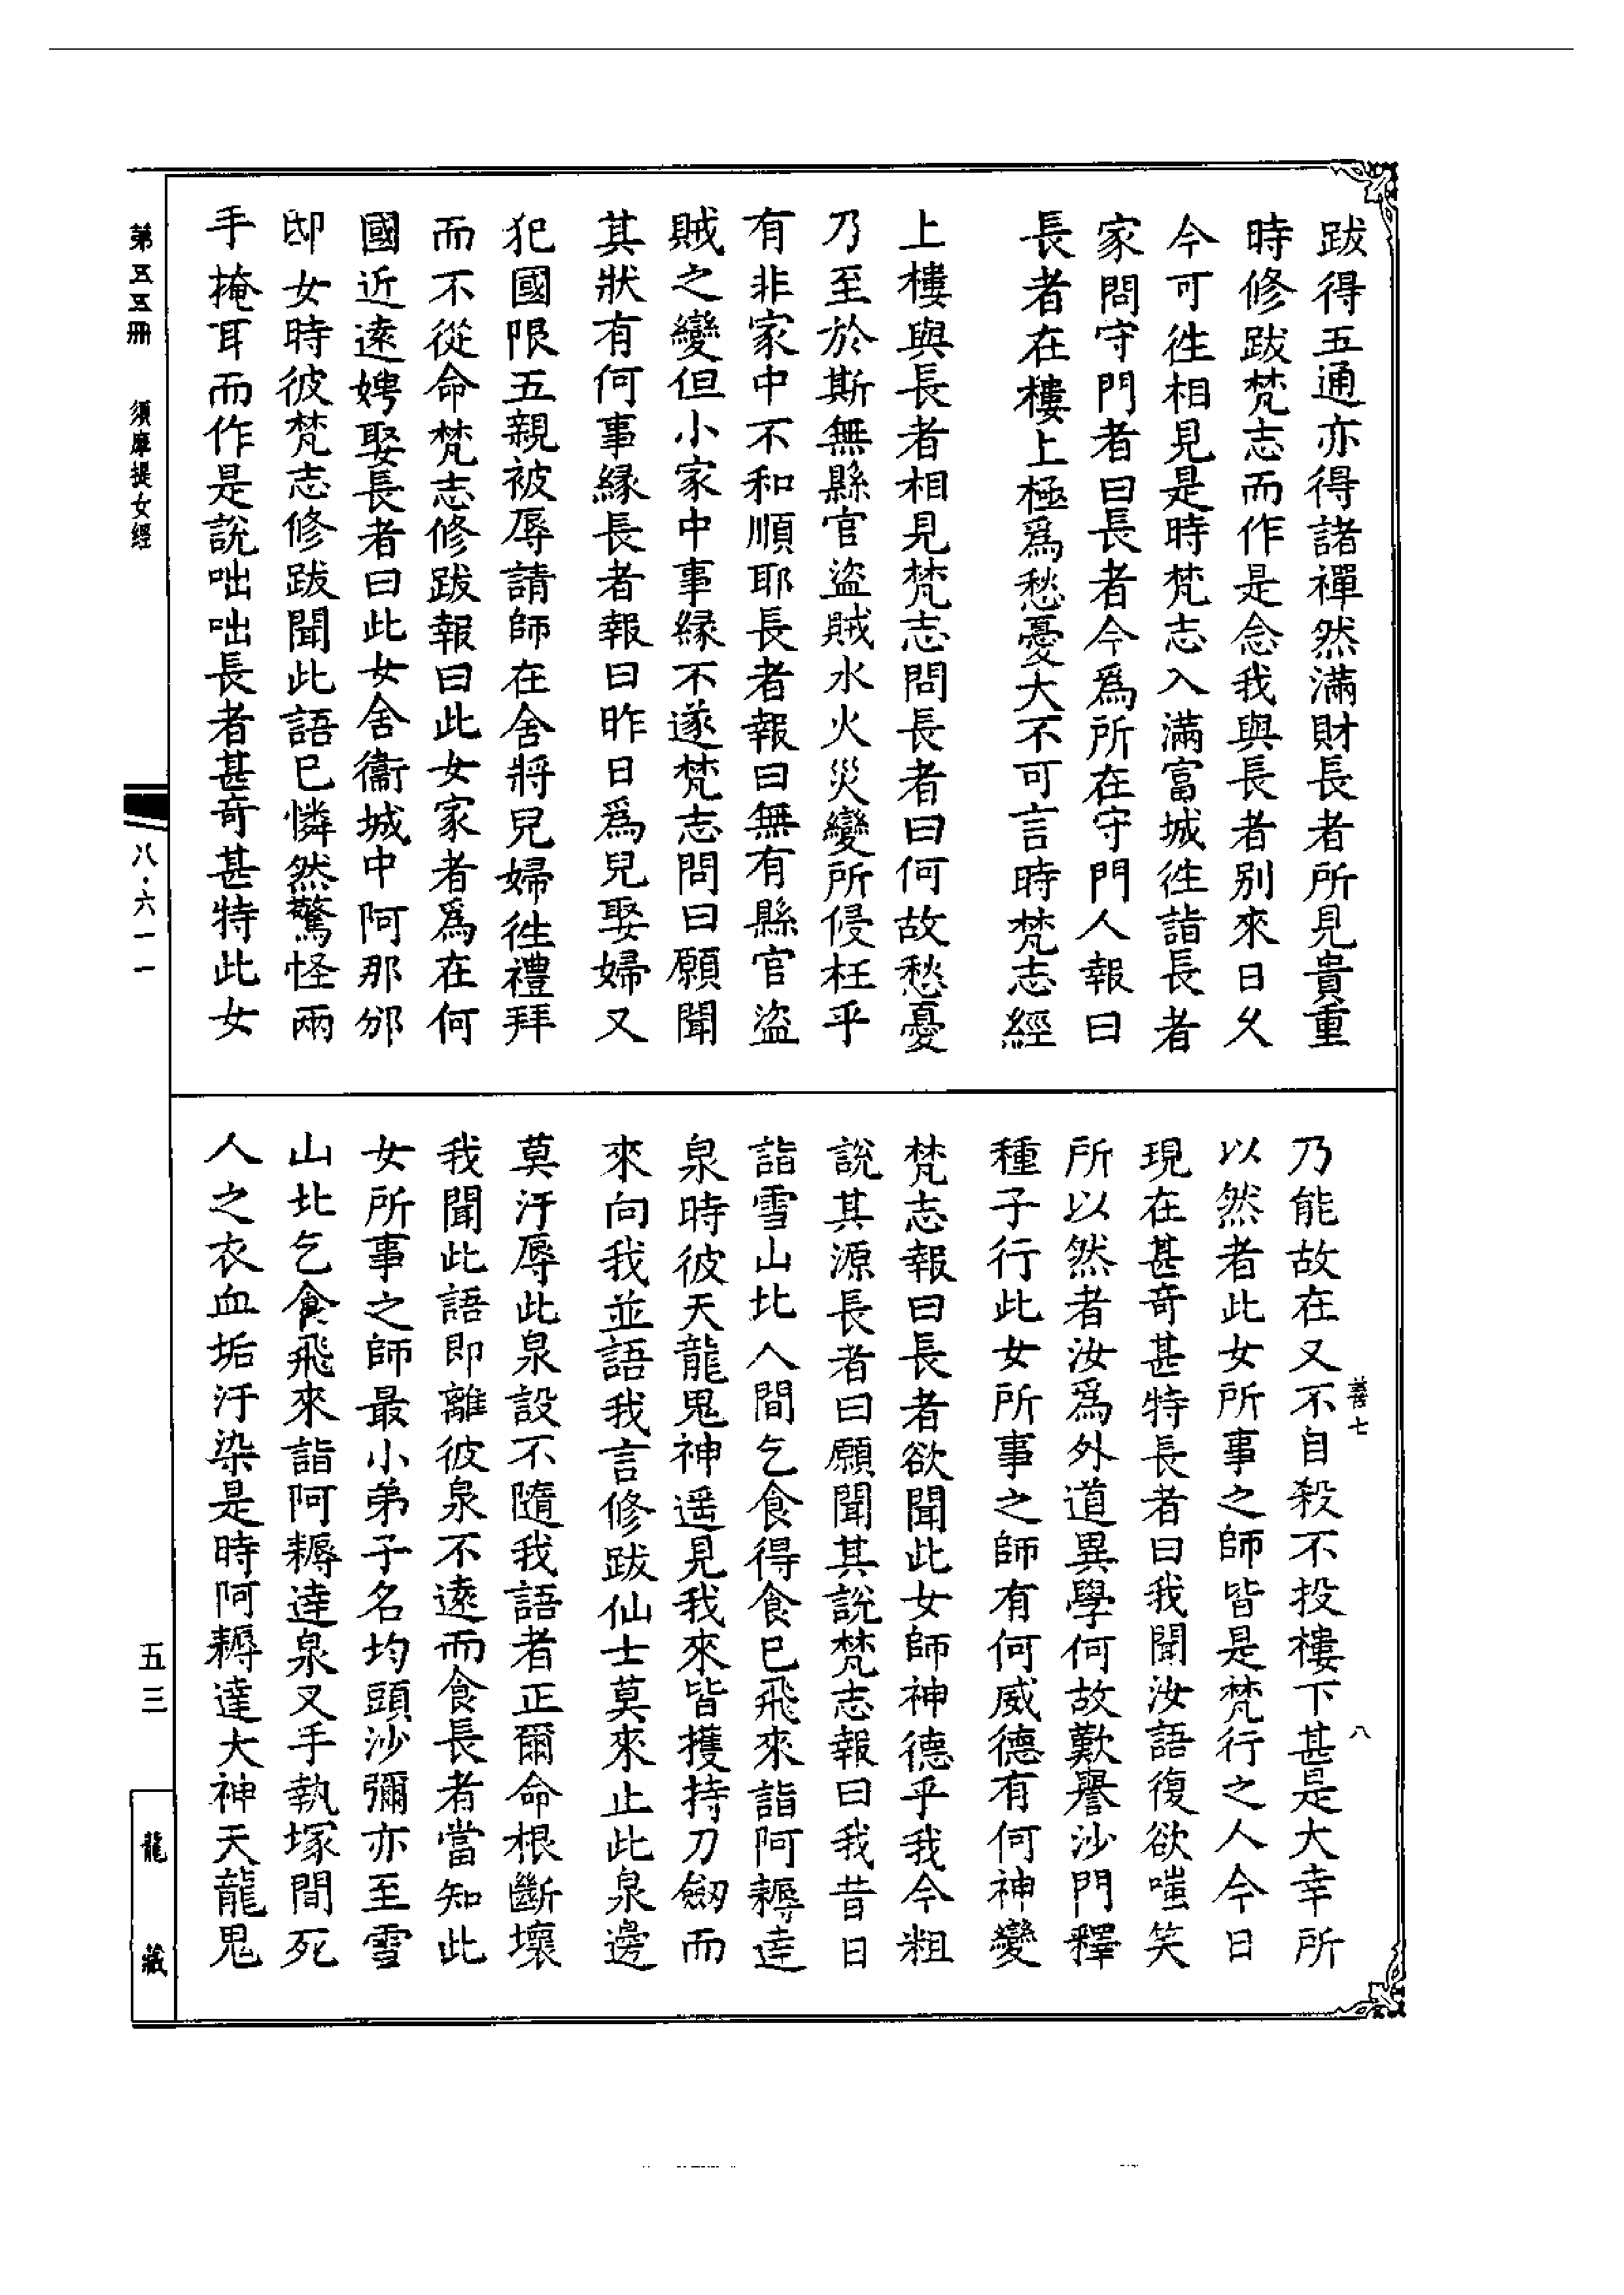 跋得五通亦得諸禪然滿財長者所見貴重
時修跋梵志而作是念我與長者别來日久
今可徃相見是時梵志入滿富城徃詣長者
家問守門者曰長者今爲所在守門人報曰
長者在樓上極爲愁憂大不可言時梵志經
上樓與長者相見梵志問長者曰何故愁憂
乃至於斯無縣官盜賊水火災變所侵枉乎
有非家中不和順耶長者報曰無有縣官盜
賊之變但小家中事縁不遂梵志問曰願聞
其狀有何事縁長者報曰昨日爲兒娶婦又
犯國限五親被辱請師在舍將兒婦徃禮拜
而不從命梵志修跋報曰此女家者爲在何
國近遠娉娶長者曰此女舍衞城中阿那邠
邸女時彼梵志修跋聞此語已憐然驚怪兩
手掩耳而作是說咄咄長者甚奇甚特此女
乃能故在又不自殺不投樓下甚是大幸所
以然者此女所事之師皆是梵行之人今日
現在甚奇甚特長者曰我聞汝語復欲嗤笑
所以然者汝爲外道異學何故歎譽沙門釋
種子行此女所事之師有何威德有何神變
梵志報曰長者欲聞此女師神德乎我今粗
說其源長者曰願聞其說梵志報曰我昔日
詣雪山北人間乞食得食已飛來詣阿耨達
泉時彼天龍鬼神遥見我來皆擭持刀劒而
來向我並語我言修跋仙士莫來止此泉邊
莫汙辱此泉設不隨我語者正爾命根斷壞
我聞此語即離彼泉不遠而食長者當知此
女所事之師最小弟子名均頭沙彌亦至雪
山北乞食飛來詣阿耨達泉叉手執塚間死
人之衣血垢汙染是時阿耨達大神天龍鬼
善七
八
第五五册
須摩提女經
八·六一一
五三
龍藏